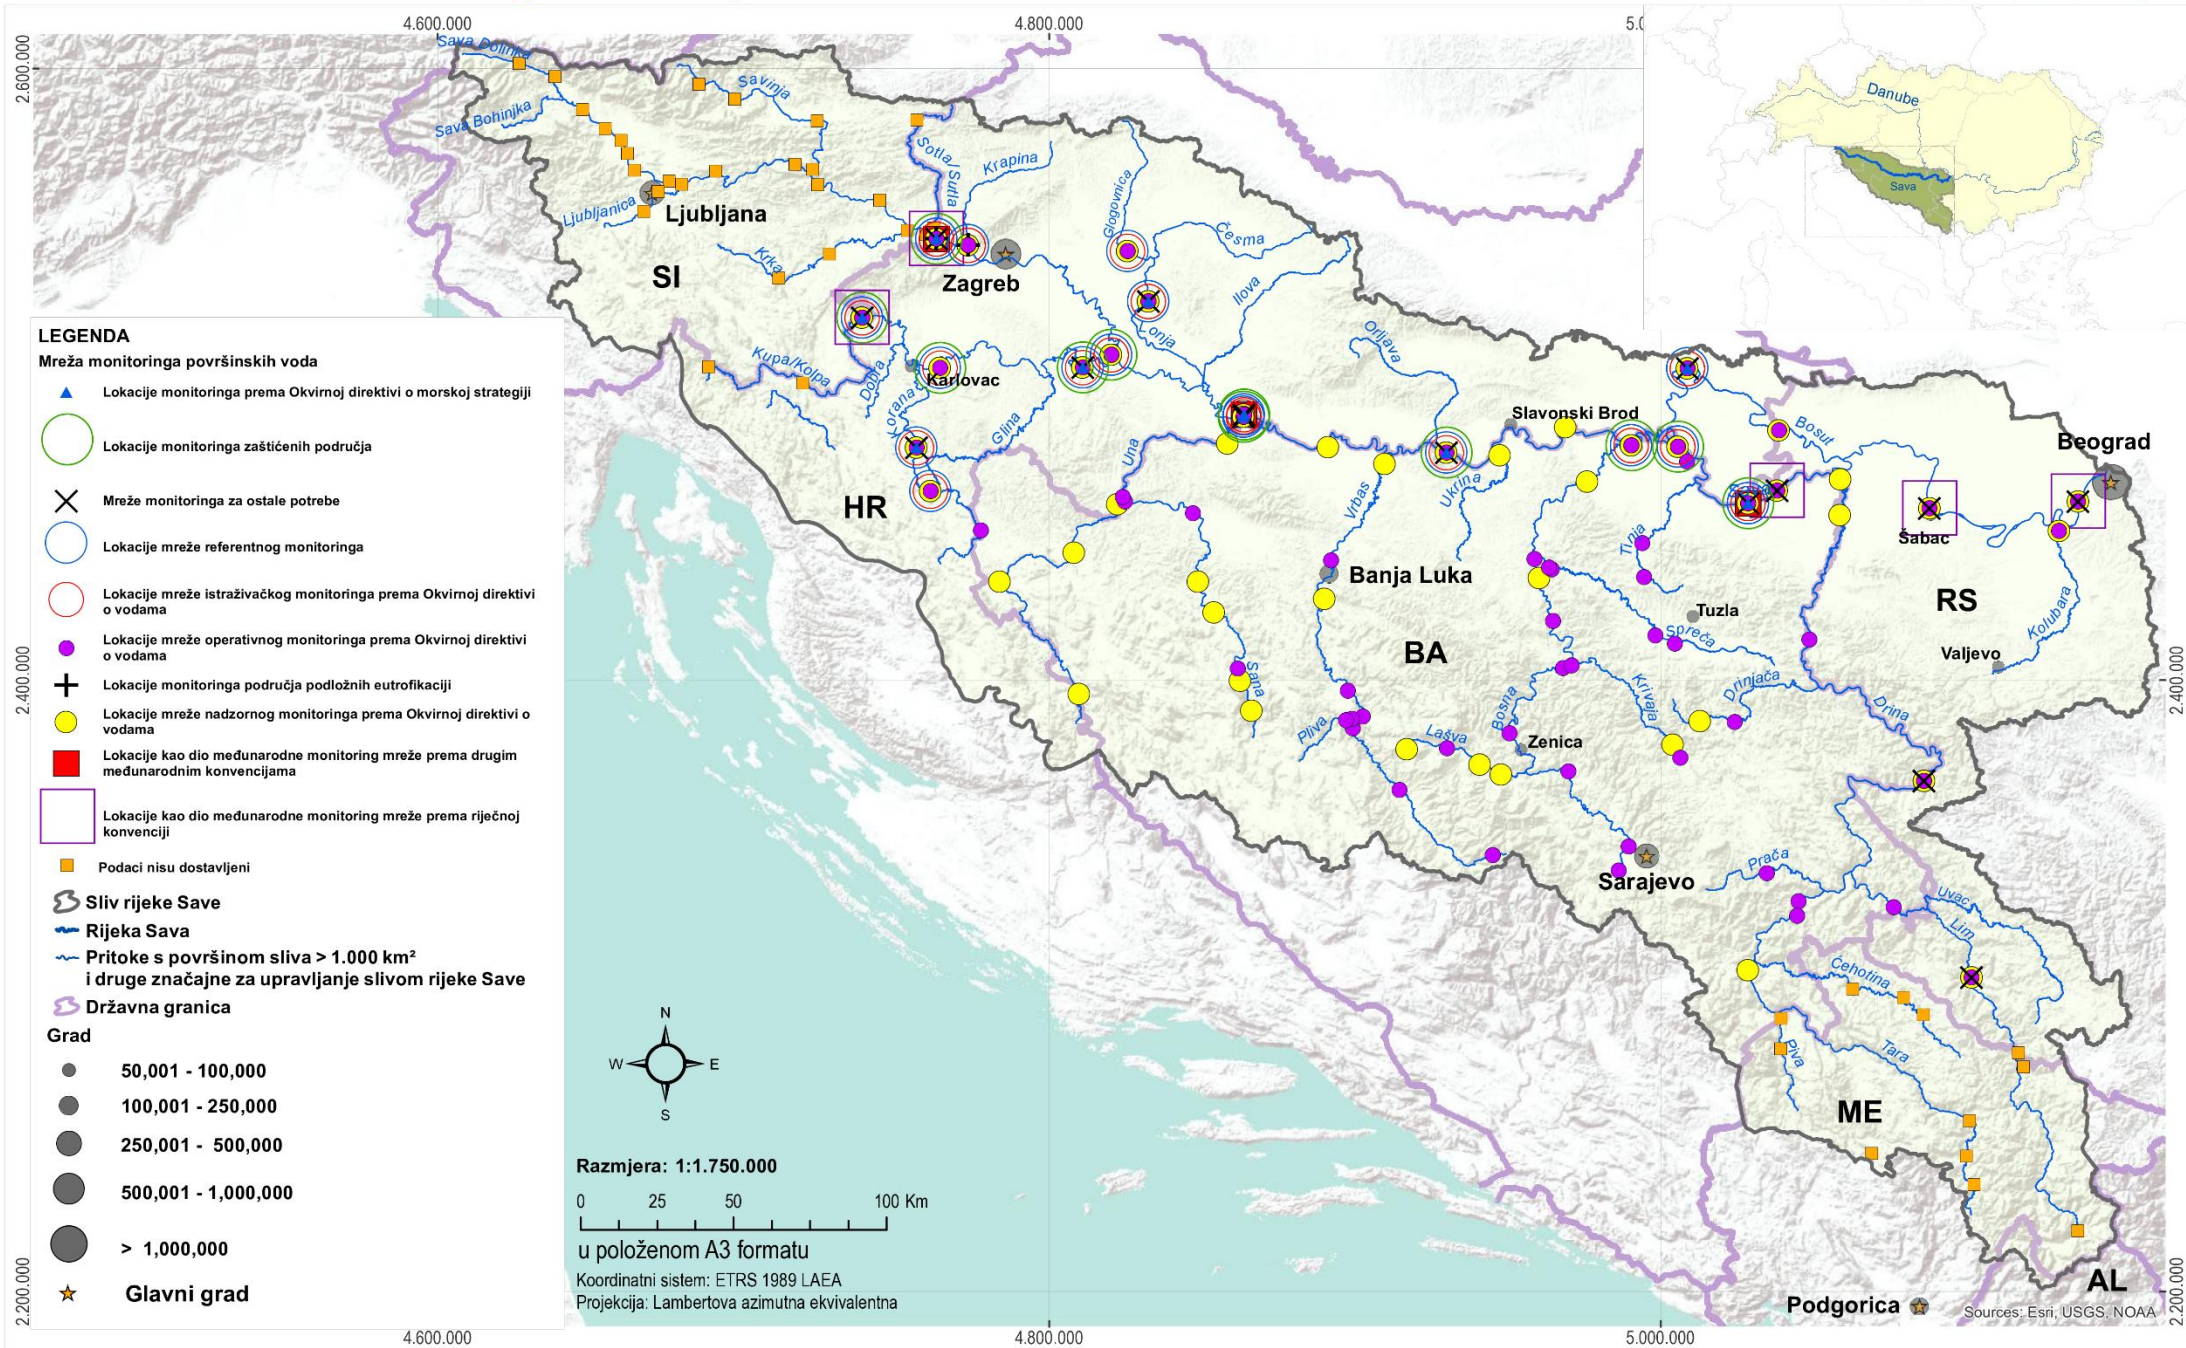 4.600.000
4.800.000
5.0
2.600.000
2.400.000
2.200.000
Danube
Sava
Sava Dolinka
Sava Bohinjka
Savinja
Ljubljanica
Ljubljana
Krka
SI
Sotla/Sutla
Krapina
Glogovnica
Česma
Ilova
Lonja
Zagreb
Kupa/Kolpa
Dobra
Karlovac
Korana
Glina
HR
Una
Orljava
Slavonski Brod
Ukrina
Vrbas
Banja Luka
BA
Sana
Pliva
Lašva
Bosna
Zenica
Krivaja
Tinja
Tuzla
Spreča
Drinjača
Drina
Bosut
Beograd
Šabac
RS
Kolubara
Valjevo
Sarajevo
Prača
Uvac
Lim
Ćehotina
Tara
Piva
ME
AL
Podgorica
LEGENDA
Mreža monitoringa površinskih voda
Lokacije monitoringa prema Okvirnoj direktivi o morskoj strategiji
Lokacije monitoringa zaštićenih područja
Mreže monitoringa za ostale potrebe
Lokacije mreže referentnog monitoringa
Lokacije mreže istraživačkog monitoringa prema Okvirnoj direktivi
o vodama
Lokacije mreže operativnog monitoringa prema Okvirnoj direktivi
o vodama
Lokacije monitoringa područja podložnih eutrofikaciji
Lokacije mreže nadzornog monitoringa prema Okvirnoj direktivi o
vodama
Lokacije kao dio međunarodne monitoring mreže prema drugim
međunarodnim konvencijama
Lokacije kao dio međunarodne monitoring mreže prema riječnoj
konvenciji
Podaci nisu dostavljeni
Sliv rijeke Save
Rijeka Sava
Pritoke s površinom sliva > 1.000 km²
i druge značajne za upravljanje slivom rijeke Save
Državna granica
Grad
50,001 - 100,000
100,001 - 250,000
250,001 - 500,000
500,001 - 1,000,000
> 1,000,000
Glavni grad
N
W
E
S
Razmjera: 1:1.750.000
0 25 50 100 Km
u položenom A3 formatu
Koordinatni sistem: ETRS 1989 LAEA
Projekcija: Lambertova azimutna ekvivalentna
Sources: Esri, USGS, NOAA
2.400.000
2.200.000
4.600.000
4.800.000
5.000.000